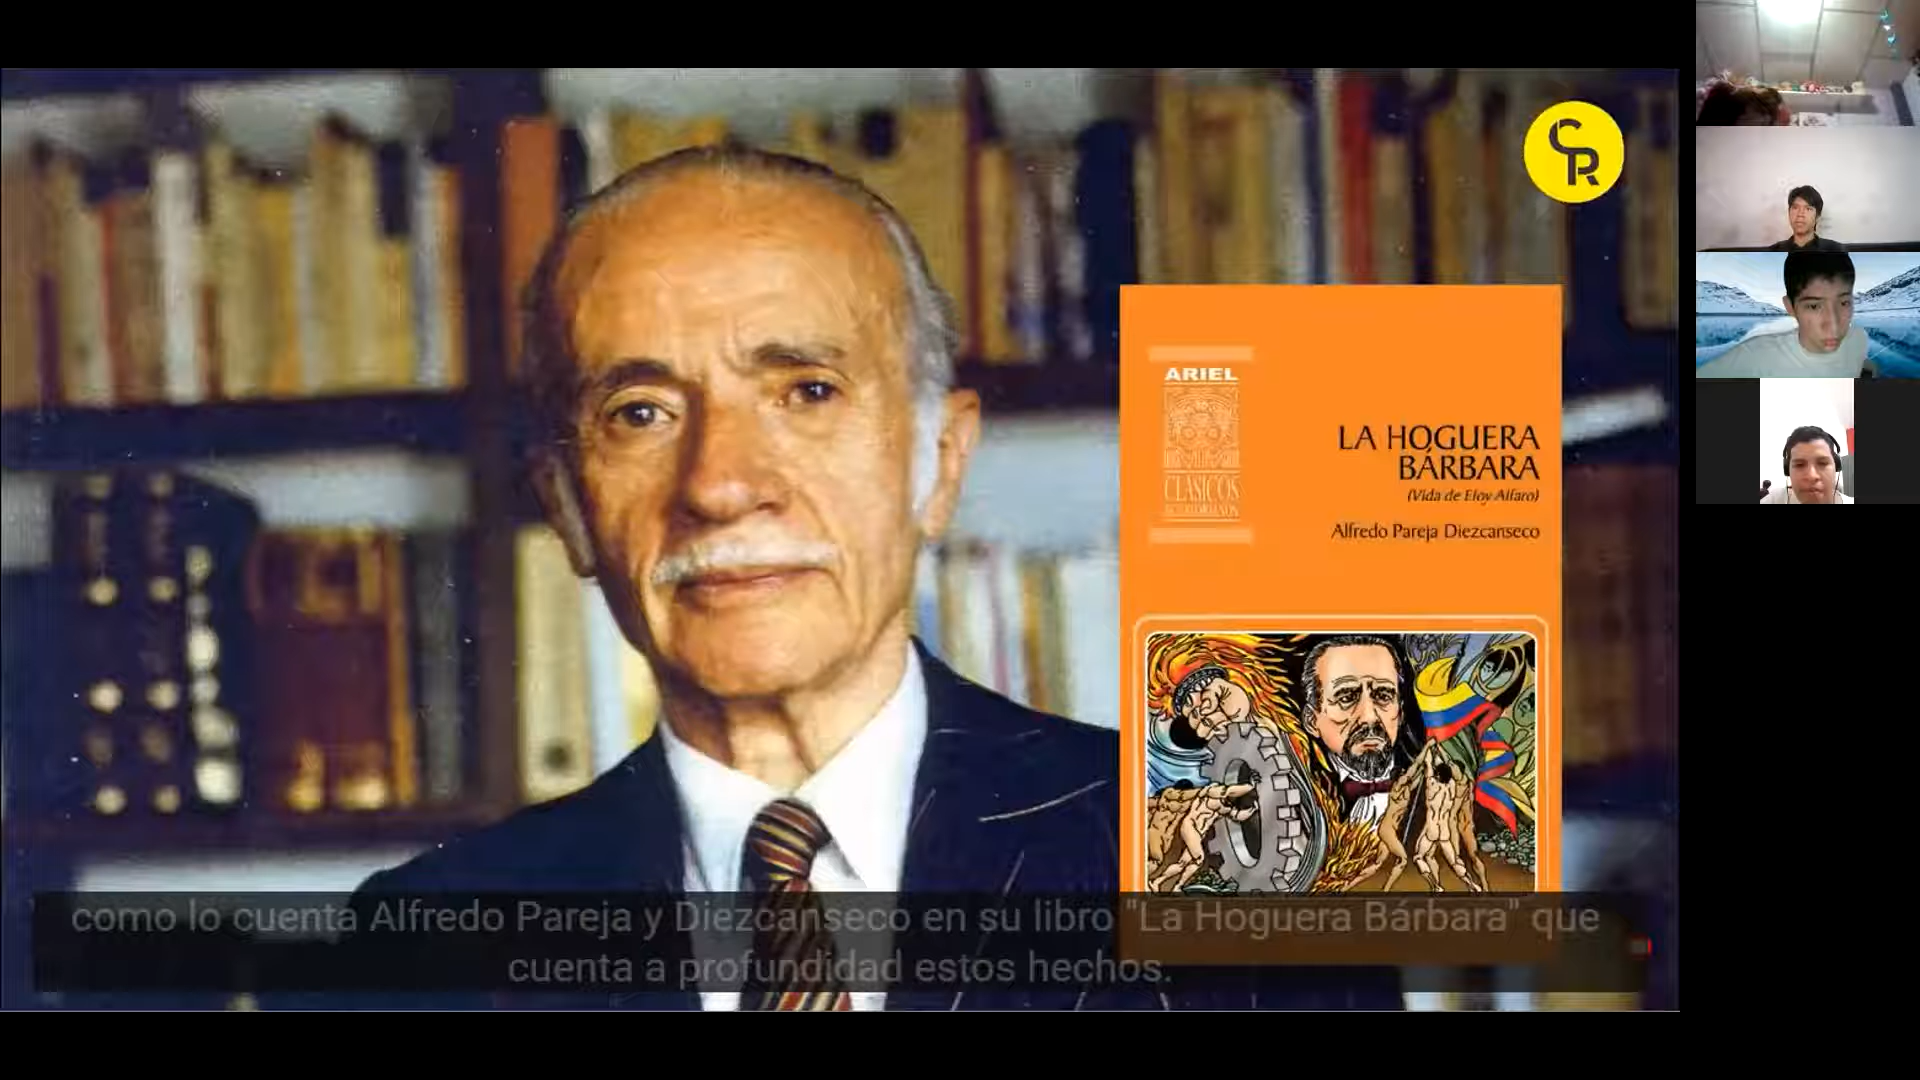 CR
ARIEL
CLÁSICOS
LA HOGUERA
BÁRBARA
(Vida de Eloy Alfaro)
Alfredo Pareja Diezcanseco
como lo cuenta Alfredo Pareja y Diezcanseco en su libro "La Hoguera Bárbara" que
cuenta a profundidad estos hechos.